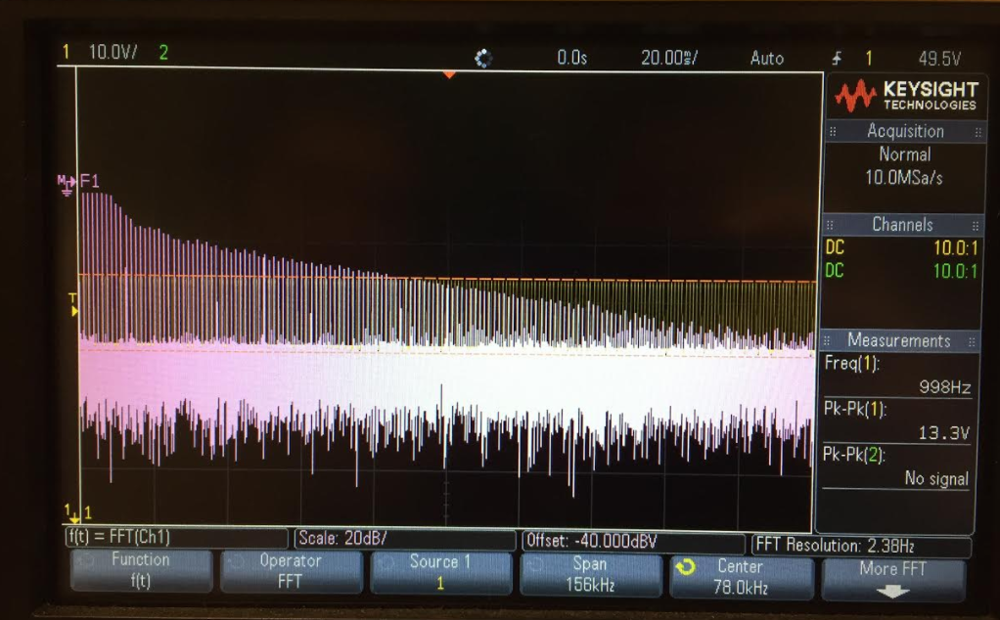 1 10.0V/ 2 0.0s 20.00ms/ Auto 1 49.5V
KEYSIGHT
TECHNOLOGIES
Acquisition
Normal
10.0MSa/s
Channels
DC 10.0:1
DC 10.0:1
Measurements
Freq(1):
998Hz
Pk-Pk(1):
13.3V
Pk-Pk(2):
No signal
M F1
T
1 1
f(t) = FFT(Ch1) Scale: 20dB/ Offset: -40.000dBV FFT Resolution: 2.38Hz
Function Operator Source 1 Span Center More FFT
f(t) FFT 1 156kHz 78.0kHz